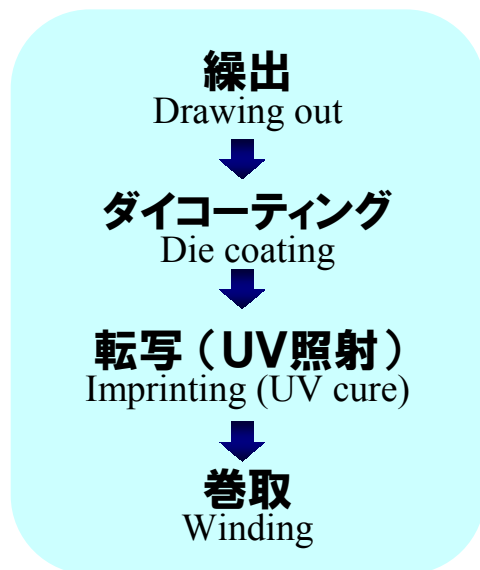 繰出
Drawing out
ダイコーティング
Die coating
転写（UV照射）
Imprinting (UV cure)
巻取
Winding